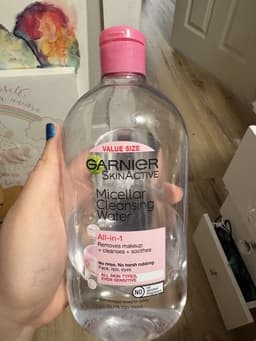 VALUE SIZE
GARNIER
SKINACTIVE
Micellar
Cleansing
Water
All-in-1
Removes makeup
+ cleanses + soothes
No rinse, No harsh rubbing
Face, lips, eyes
ALL SKIN TYPES,
EVEN SENSITIVE
NO